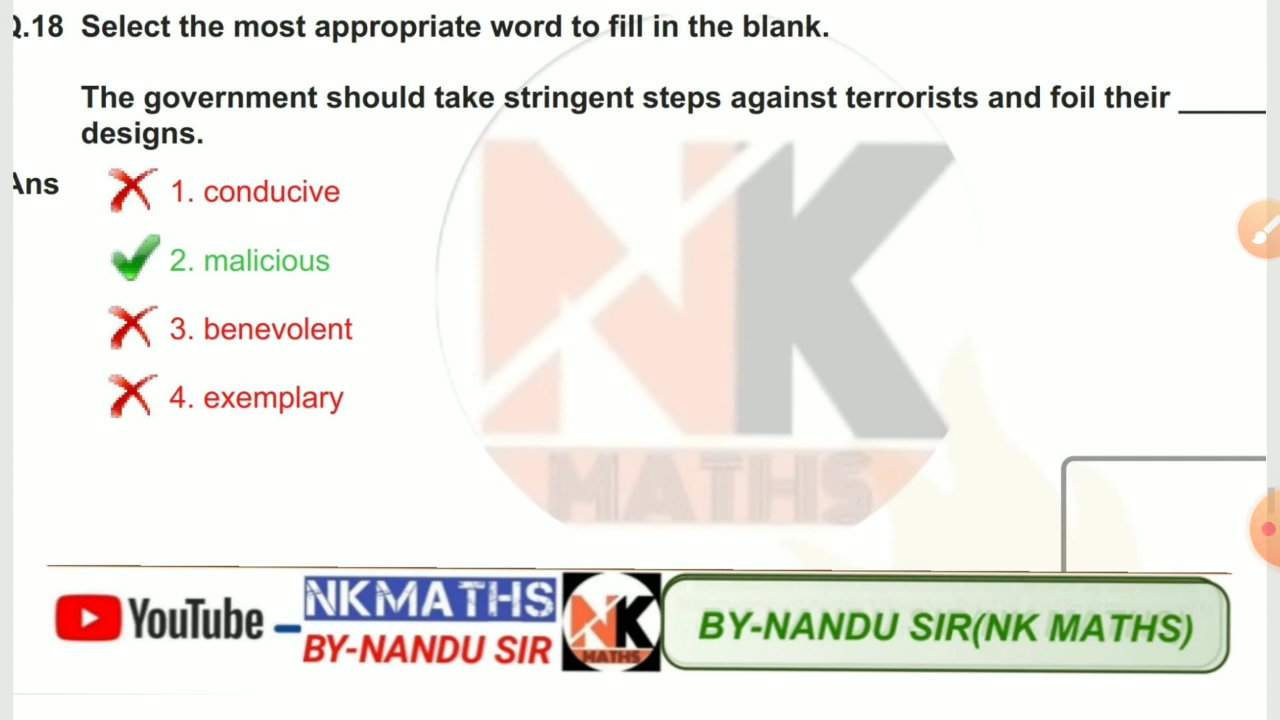 .18 Select the most appropriate word to fill in the blank.
The government should take stringent steps against terrorists and foil their ______
designs.
Ans
1. conducive
2. malicious
3. benevolent
4. exemplary
NK
MATHS
YouTube - NKMATHS
BY-NANDU SIR
NK
MATHS
BY-NANDU SIR(NK MATHS)